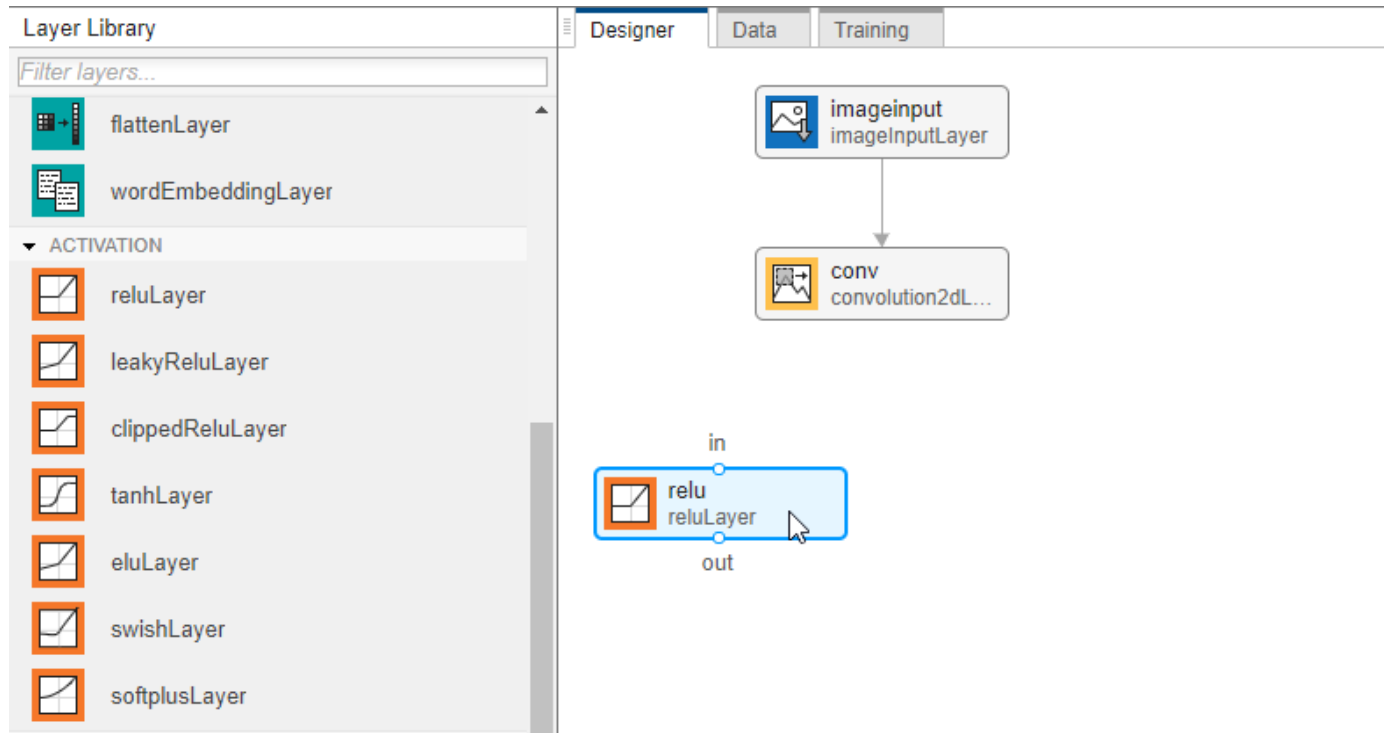 Layer Library
Filter layers...
flattenLayer
wordEmbeddingLayer
ACTIVATION
reluLayer
leakyReluLayer
clippedReluLayer
tanhLayer
eluLayer
swishLayer
softplusLayer
Designer
Data
Training
imageinput
imageInputLayer
conv
convolution2dL...
in
relu
reluLayer
out